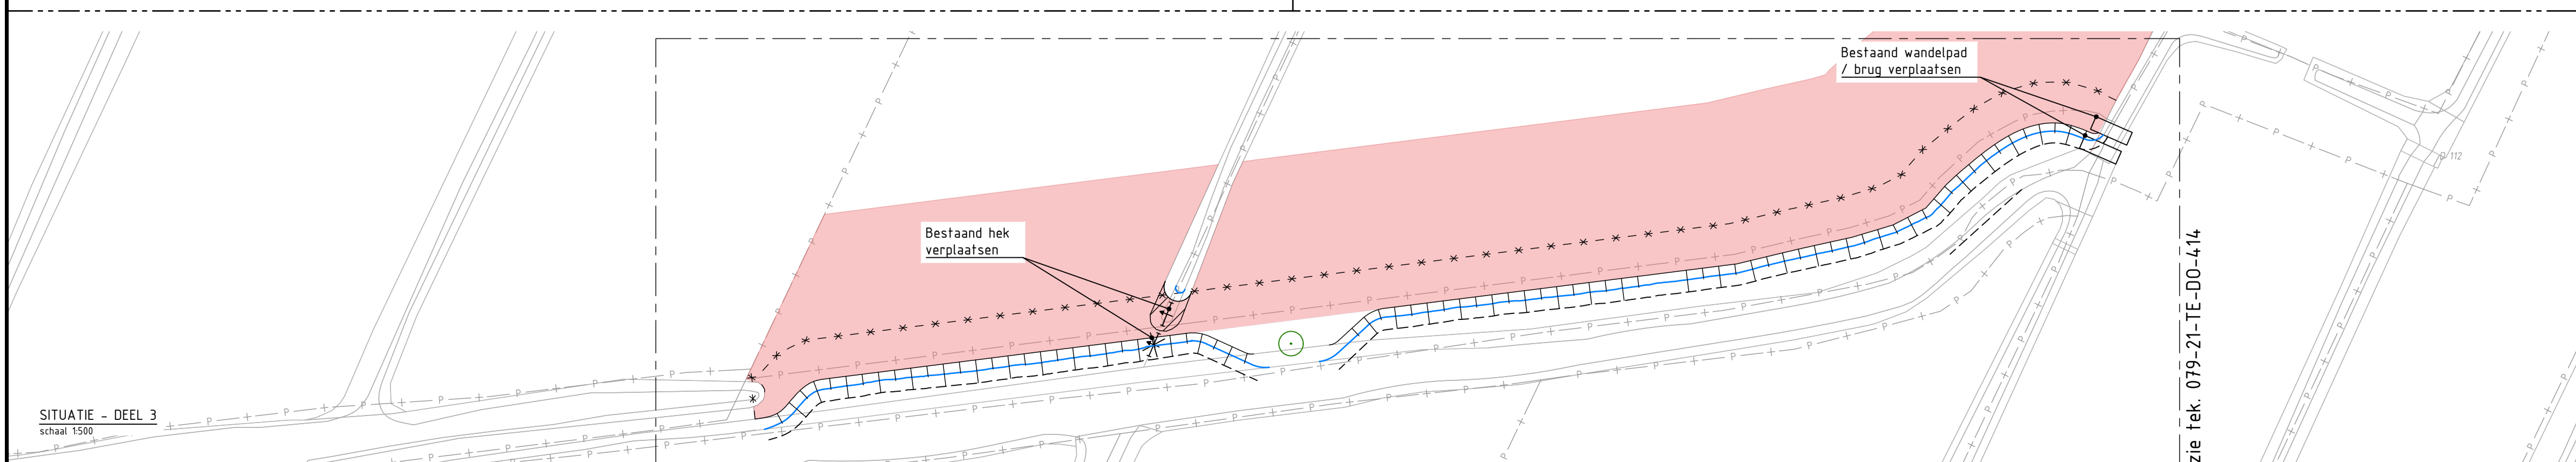 Bestaand wandelpad
/ brug verplaatsen
Bestaand hek
verplaatsen
SITUATIE - DEEL 3
schaal 1:500
zie tek. 079-21-TE-DO-414
P 112